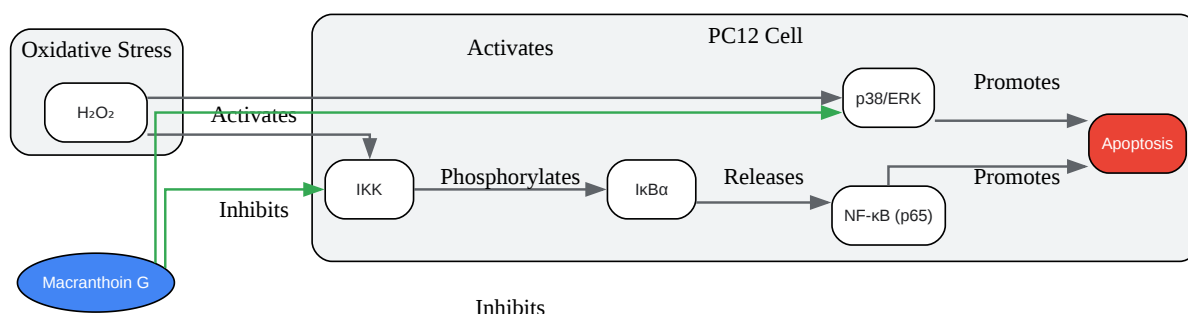 Oxidative Stress
Activates
PC12 Cell
H₂O₂
Activates
p38/ERK
Promotes
Apoptosis
IKK
Phosphorylates
IκBα
Releases
NF-κB (p65)
Promotes
Inhibits
Macranthoin G
Inhibits